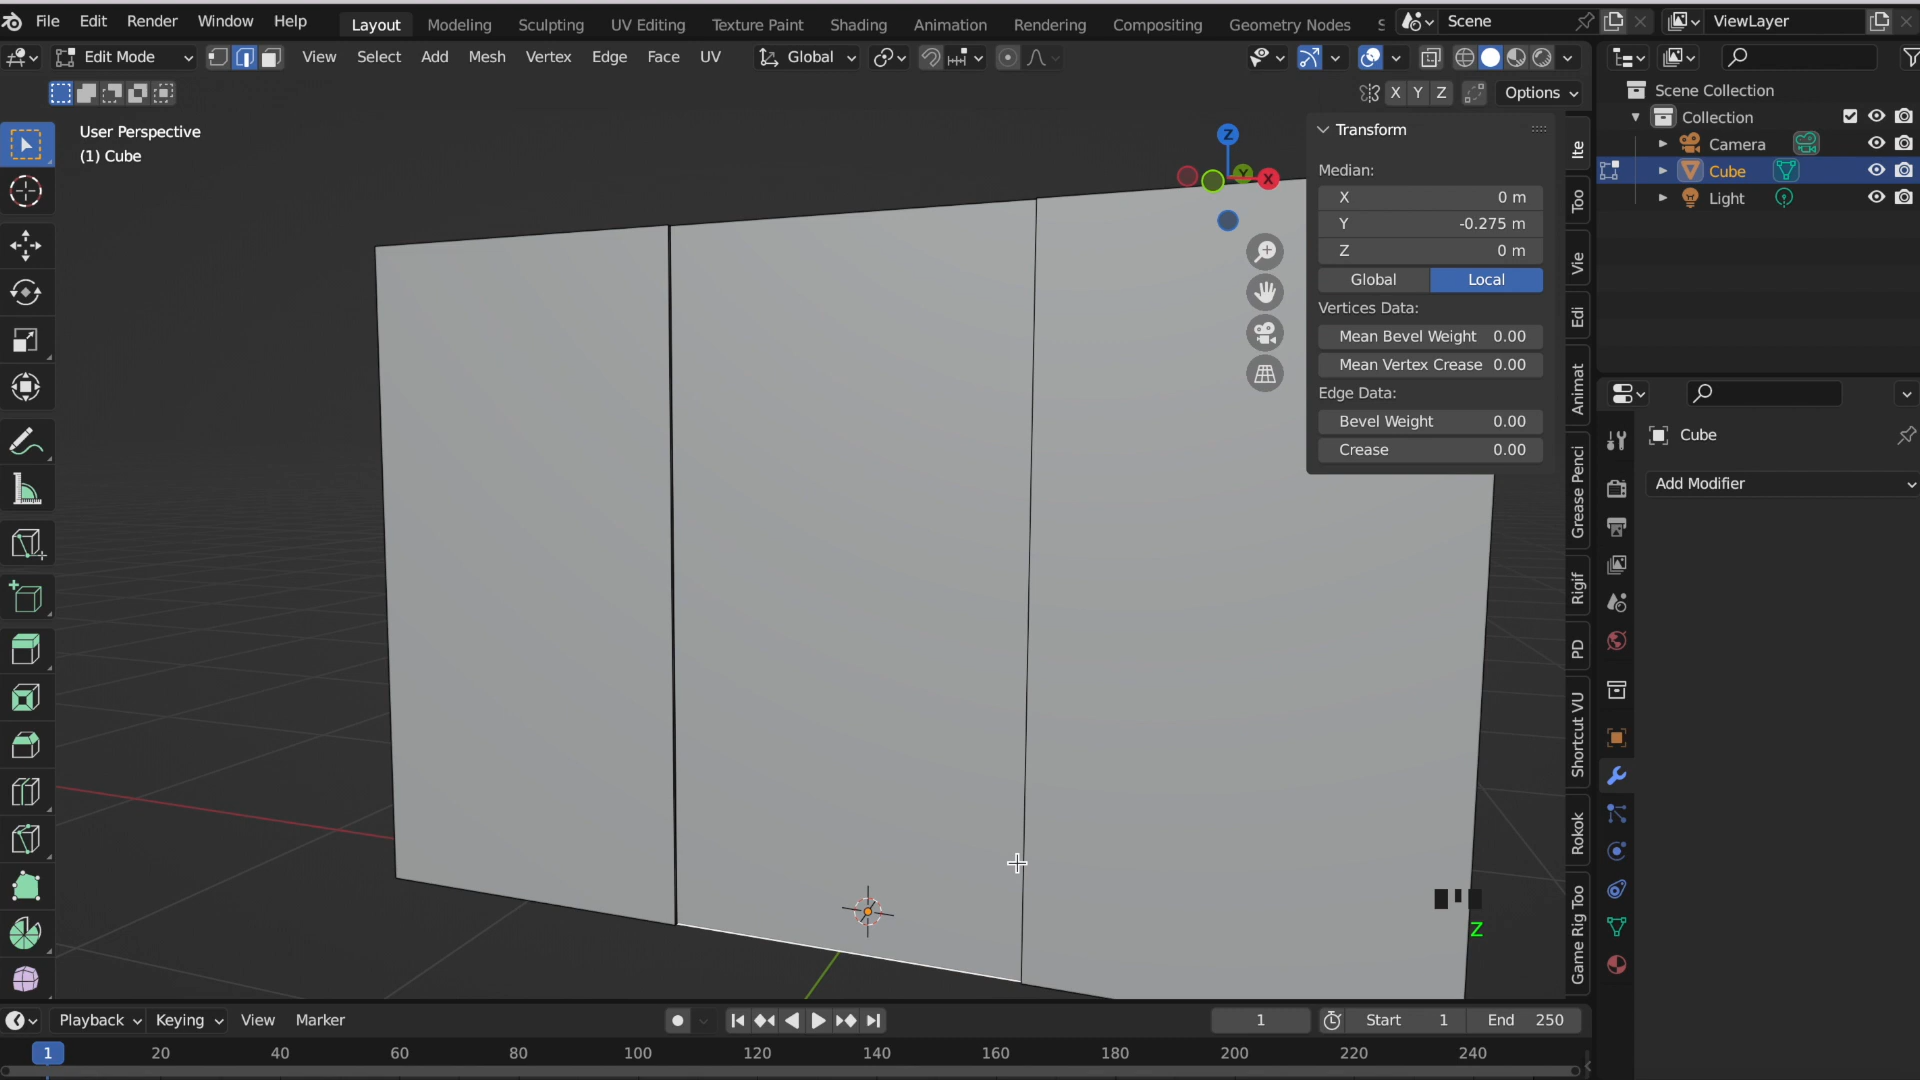 File Edit Render Window Help Layout Modeling Sculpting UV Editing Texture Paint Shading Animation Rendering Compositing Geometry Nodes S Scene ViewLayer
Edit Mode View Select Add Mesh Vertex Edge Face UV Global
X Y Z Options
User Perspective
(1) Cube
Z
Y
X
Transform
Median:
X 0 m
Y -0.275 m
Z 0 m
Global Local
Vertices Data:
Mean Bevel Weight 0.00
Mean Vertex Crease 0.00
Edge Data:
Bevel Weight 0.00
Crease 0.00
Ite
Too
Vie
Edi
Animat
Grease Penci
Rigif
PD
Shortcut VU
Rokok
Game Rig Too
Scene Collection
Collection
Camera
Cube
Light
Cube
Add Modifier
Z
Playback Keying View Marker 1 Start 1 End 250
1 20 40 60 80 100 120 140 160 180 200 220 240